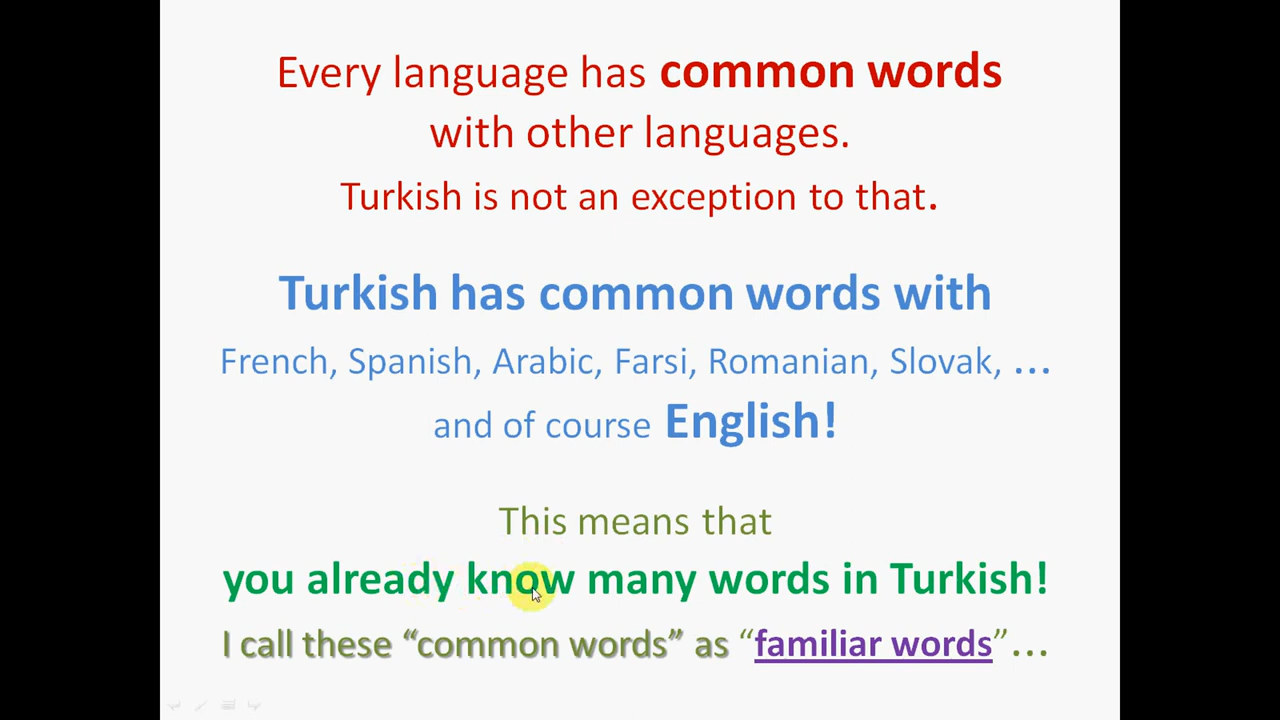 Every language has common words
with other languages.
Turkish is not an exception to that.
Turkish has common words with
French, Spanish, Arabic, Farsi, Romanian, Slovak, ...
and of course English!
This means that
you already know many words in Turkish!
I call these “common words” as “familiar words”...